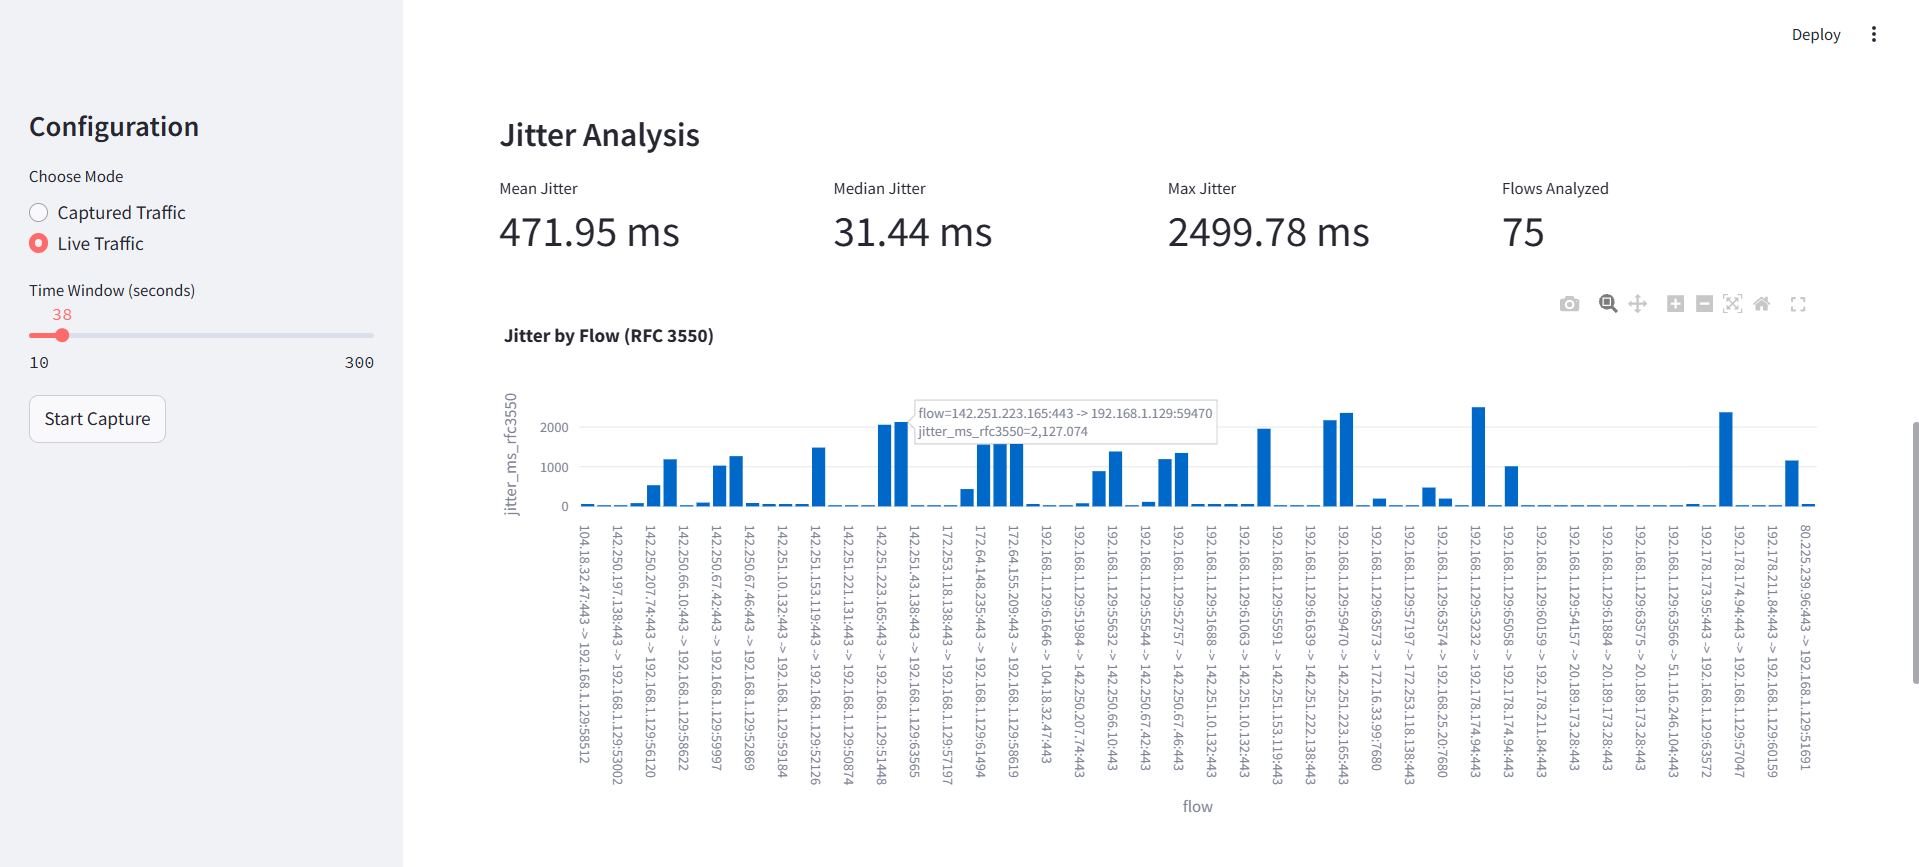 Deploy
Configuration
Choose Mode
Captured Traffic
Live Traffic
Time Window (seconds)
38
10 300
Start Capture
Jitter Analysis
Mean Jitter
471.95 ms
Median Jitter
31.44 ms
Max Jitter
2499.78 ms
Flows Analyzed
75
Jitter by Flow (RFC 3550)
jitter_ms_rfc3550
2000
1000
0
flow=142.251.223.165:443 -> 192.168.1.129:59470
jitter_ms_rfc3550=2,127.074
104.18.32.47:443 -> 192.168.1.129:58512
142.250.197.138:443 -> 192.168.1.129:53002
142.250.207.74:443 -> 192.168.1.129:56120
142.250.66.10:443 -> 192.168.1.129:58622
142.250.67.42:443 -> 192.168.1.129:59997
142.250.67.46:443 -> 192.168.1.129:52869
142.251.10.132:443 -> 192.168.1.129:59184
142.251.153.119:443 -> 192.168.1.129:52126
142.251.221.131:443 -> 192.168.1.129:50874
142.251.223.165:443 -> 192.168.1.129:51448
142.251.43.138:443 -> 192.168.1.129:63565
172.253.118.138:443 -> 192.168.1.129:57197
172.64.148.235:443 -> 192.168.1.129:61494
172.64.155.209:443 -> 192.168.1.129:58619
192.168.1.129:61646 -> 104.18.32.47:443
192.168.1.129:51984 -> 142.250.207.74:443
192.168.1.129:55632 -> 142.250.66.10:443
192.168.1.129:55544 -> 142.250.67.42:443
192.168.1.129:52757 -> 142.250.67.46:443
192.168.1.129:51688 -> 142.251.10.132:443
192.168.1.129:61063 -> 142.251.10.132:443
192.168.1.129:55591 -> 142.251.153.119:443
192.168.1.129:61639 -> 142.251.222.138:443
192.168.1.129:59470 -> 142.251.223.165:443
192.168.1.129:63573 -> 172.16.33.99:7680
192.168.1.129:57197 -> 172.253.118.138:443
192.168.1.129:63574 -> 192.168.25.20:7680
192.168.1.129:53232 -> 192.178.174.94:443
192.168.1.129:65058 -> 192.178.174.94:443
192.168.1.129:60159 -> 192.178.211.84:443
192.168.1.129:54157 -> 20.189.173.28:443
192.168.1.129:61884 -> 20.189.173.28:443
192.168.1.129:63575 -> 20.189.173.28:443
192.168.1.129:63566 -> 51.116.246.104:443
192.178.173.95:443 -> 192.168.1.129:63572
192.178.174.94:443 -> 192.168.1.129:57047
192.178.211.84:443 -> 192.168.1.129:60159
80.225.239.96:443 -> 192.168.1.129:51691
flow